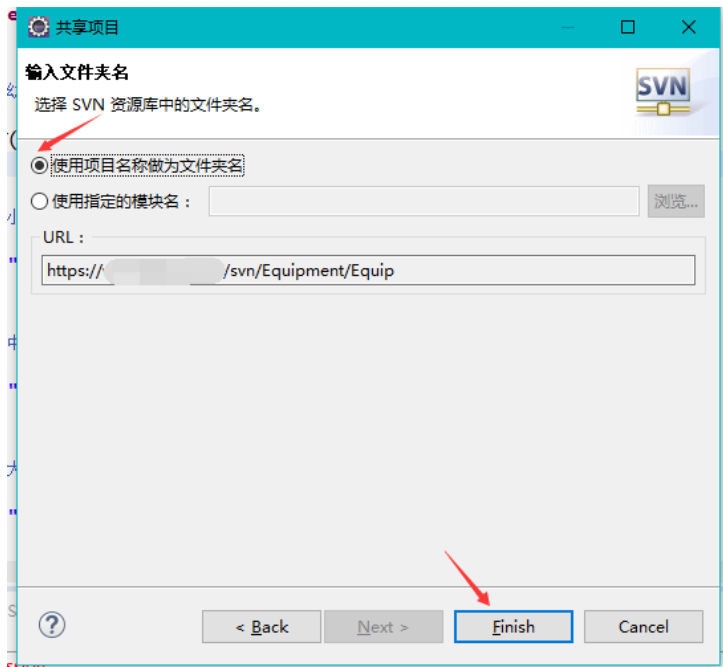 共享项目
输入文件夹名
选择 SVN 资源库中的文件夹名。
SVN
使用项目名称做为文件夹名
使用指定的模块名：
浏览...
URL：
https:// /svn/Equipment/Equip
< Back
Next >
Finish
Cancel